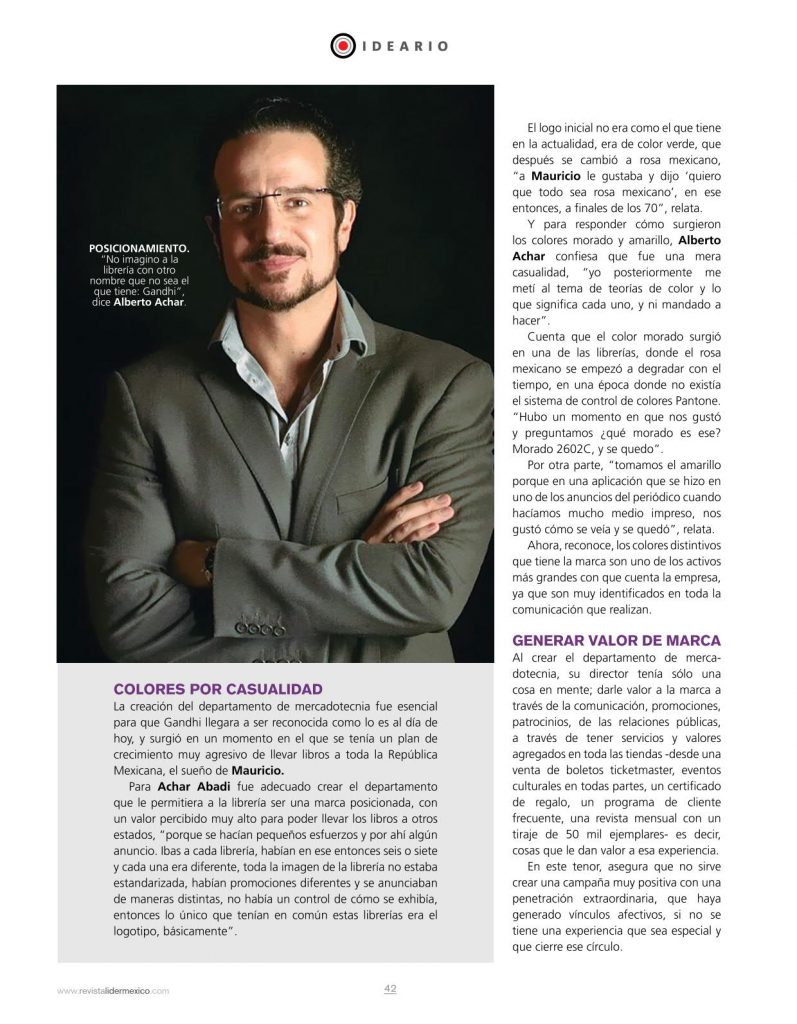 IDEARIO
POSICIONAMIENTO.
“No imagino a la
librería con otro
nombre que no sea el
que tiene: Gandhi”,
dice Alberto Achar.
COLORES POR CASUALIDAD
La creación del departamento de mercadotecnia fue esencial
para que Gandhi llegara a ser reconocida como lo es al día de
hoy, y surgió en un momento en el que se tenía un plan de
crecimiento muy agresivo de llevar libros a toda la República
Mexicana, el sueño de Mauricio.
Para Achar Abadi fue adecuado crear el departamento
que le permitiera a la librería ser una marca posicionada, con
un valor percibido muy alto para poder llevar los libros a otros
estados, “porque se hacían pequeños esfuerzos y por ahí algún
anuncio. Ibas a cada librería, habían en ese entonces seis o siete
y cada una era diferente, toda la imagen de la librería no estaba
estandarizada, habían promociones diferentes y se anunciaban
de maneras distintas, no había un control de cómo se exhibía,
entonces lo único que tenían en común estas librerías era el
logotipo, básicamente”.
El logo inicial no era como el que tiene
en la actualidad, era de color verde, que
después se cambió a rosa mexicano,
“a Mauricio le gustaba y dijo ‘quiero
que todo sea rosa mexicano’, en ese
entonces, a finales de los 70”, relata.
Y para responder cómo surgieron
los colores morado y amarillo, Alberto
Achar confiesa que fue una mera
casualidad, “yo posteriormente me
metí al tema de teorías de color y lo
que significa cada uno, y ni mandado a
hacer”.
Cuenta que el color morado surgió
en una de las librerías, donde el rosa
mexicano se empezó a degradar con el
tiempo, en una época donde no existía
el sistema de control de colores Pantone.
“Hubo un momento en que nos gustó
y preguntamos ¿qué morado es ese?
Morado 2602C, y se quedo”.
Por otra parte, “tomamos el amarillo
porque en una aplicación que se hizo en
uno de los anuncios del periódico cuando
hacíamos mucho medio impreso, nos
gustó cómo se veía y se quedó”, relata.
Ahora, reconoce, los colores distintivos
que tiene la marca son uno de los activos
más grandes con que cuenta la empresa,
ya que son muy identificados en toda la
comunicación que realizan.
GENERAR VALOR DE MARCA
Al crear el departamento de merca-
dotecnia, su director tenía sólo una
cosa en mente; darle valor a la marca a
través de la comunicación, promociones,
patrocinios, de las relaciones públicas,
a través de tener servicios y valores
agregados en toda las tiendas -desde una
venta de boletos ticketmaster, eventos
culturales en todas partes, un certificado
de regalo, un programa de cliente
frecuente, una revista mensual con un
tiraje de 50 mil ejemplares- es decir,
cosas que le dan valor a esa experiencia.
En este tenor, asegura que no sirve
crear una campaña muy positiva con una
penetración extraordinaria, que haya
generado vínculos afectivos, si no se
tiene una experiencia que sea especial y
que cierre ese círculo.
www.revistalidermexico.com
42